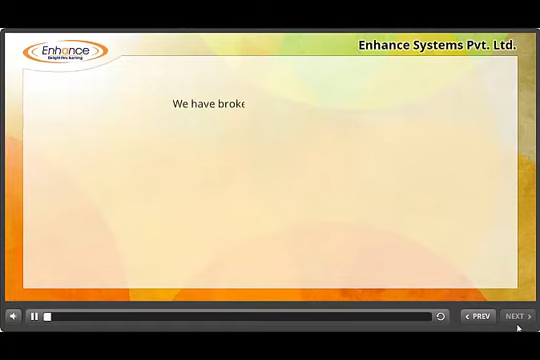 Enhance
Enhance Systems Pvt. Ltd.
We have broke
PREV
NEXT